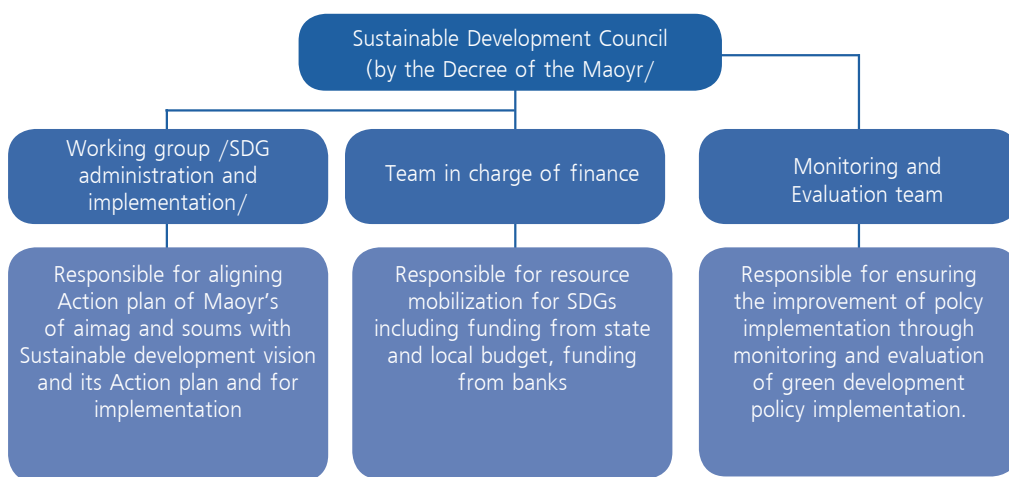 Sustainable Development Council
(by the Decree of the Maoyr/
Working group /SDG
administration and
implementation/
Team in charge of finance
Monitoring and
Evaluation team
Responsible for aligning
Action plan of Maoyr's
of aimag and soums with
Sustainable development vision
and its Action plan and for
implementation
Responsible for resource
mobilization for SDGs
including funding from state
and local budget, funding
from banks
Responsible for ensuring
the improvement of polcy
implementation through
monitoring and evaluation
of green development
policy implementation.